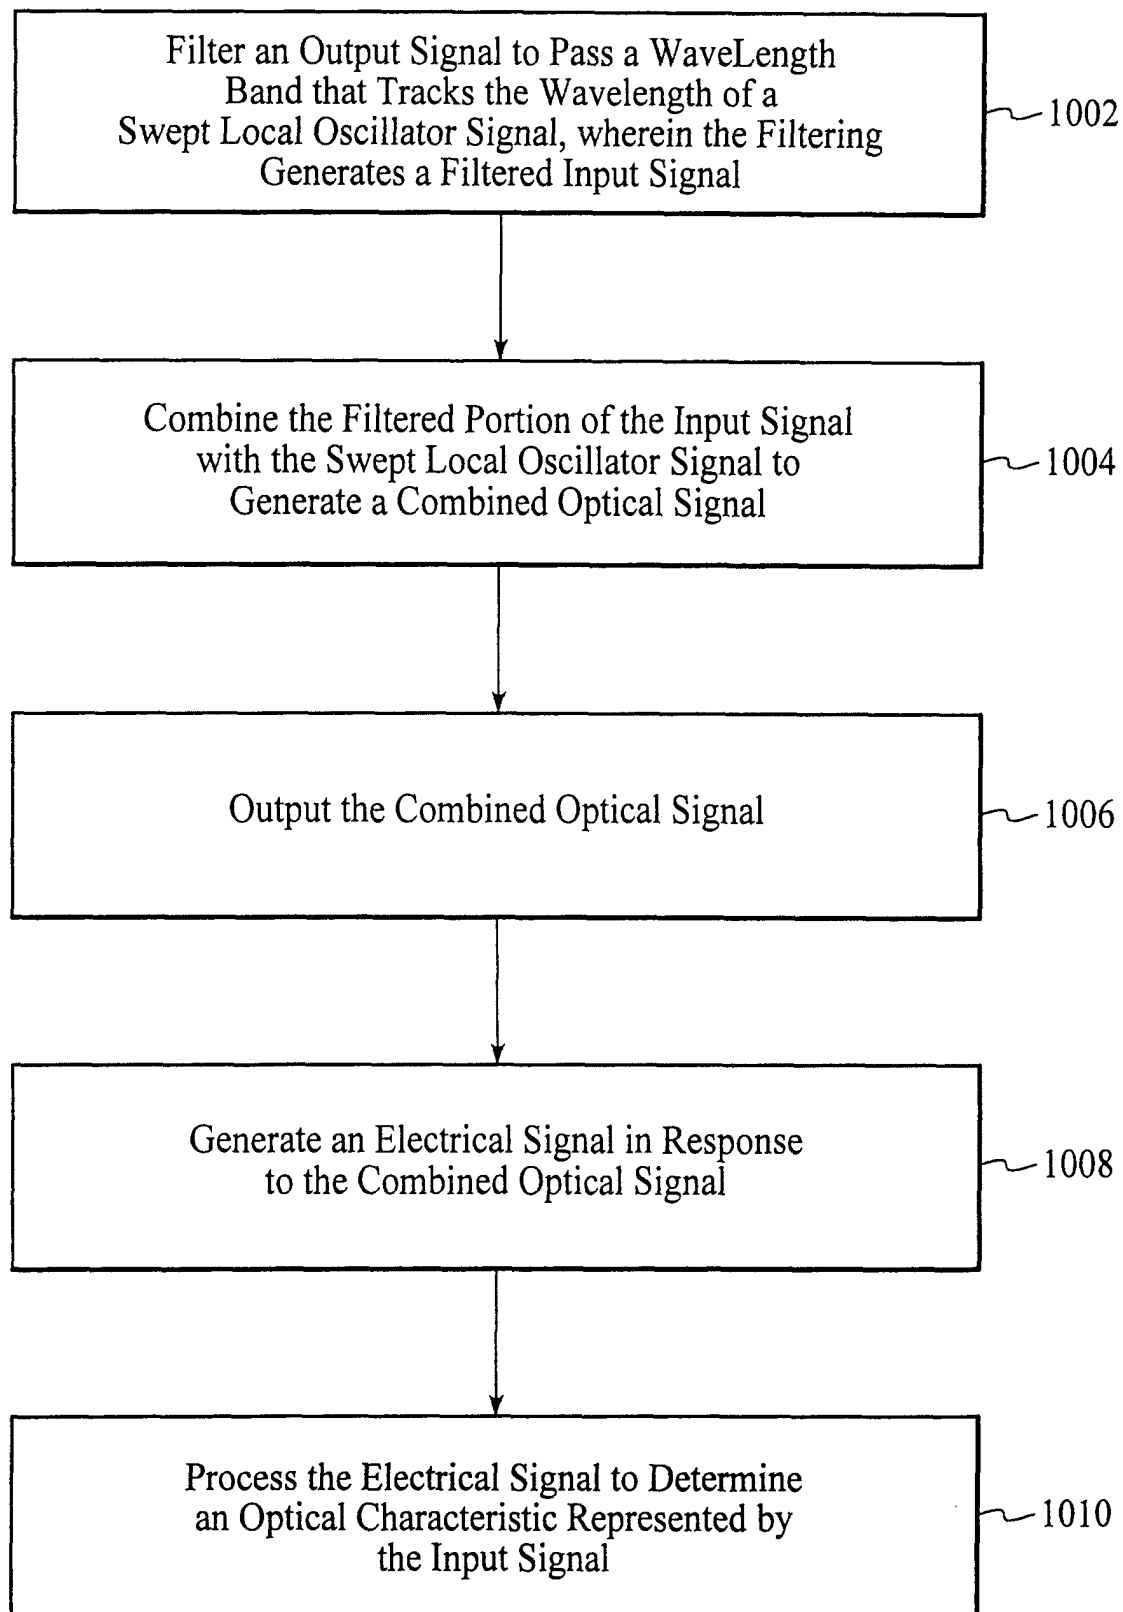 Filter an Output Signal to Pass a WaveLength
Band that Tracks the Wavelength of a
Swept Local Oscillator Signal, wherein the Filtering
Generates a Filtered Input Signal
1002
Combine the Filtered Portion of the Input Signal
with the Swept Local Oscillator Signal to
Generate a Combined Optical Signal
1004
Output the Combined Optical Signal
1006
Generate an Electrical Signal in Response
to the Combined Optical Signal
1008
Process the Electrical Signal to Determine
an Optical Characteristic Represented by
the Input Signal
1010